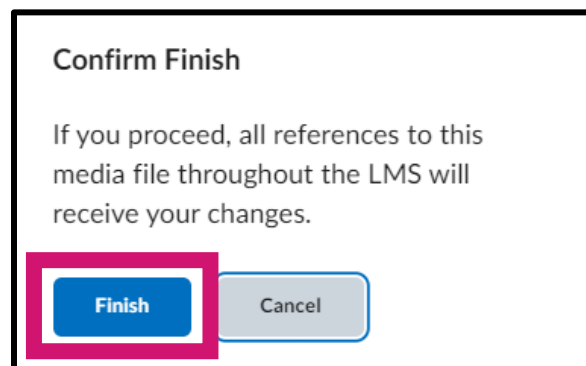 Confirm Finish
If you proceed, all references to this
media file throughout the LMS will
receive your changes.
Finish
Cancel